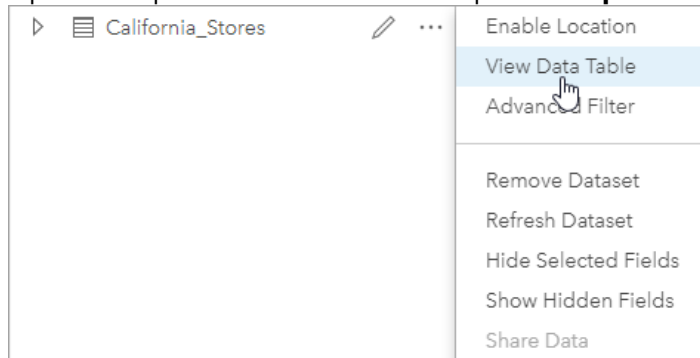 California_Stores
Enable Location
View Data Table
Advanced Filter
Remove Dataset
Refresh Dataset
Hide Selected Fields
Show Hidden Fields
Share Data